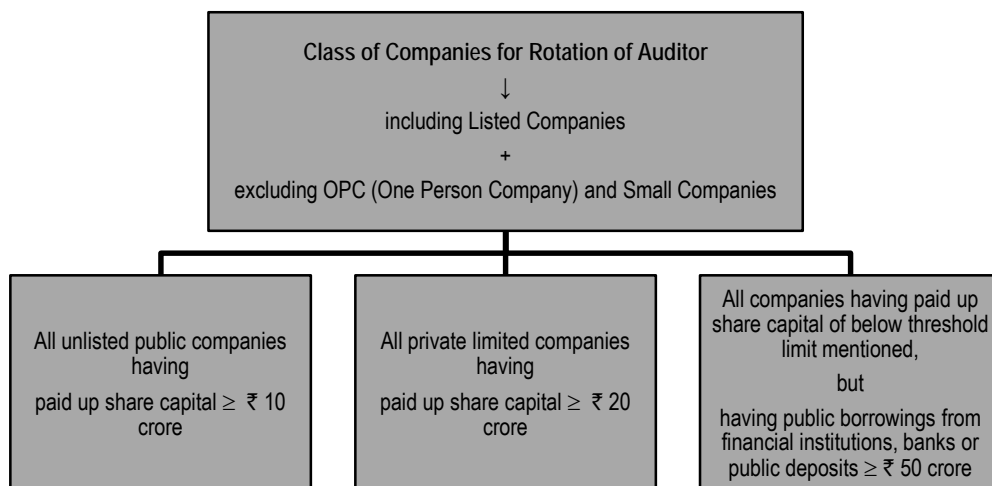 Class of Companies for Rotation of Auditor
↓
including Listed Companies
+
excluding OPC (One Person Company) and Small Companies
All unlisted public companies
having
paid up share capital ≥ ₹ 10
crore
All private limited companies
having
paid up share capital ≥ ₹ 20
crore
All companies having paid up
share capital of below threshold
limit mentioned,
but
having public borrowings from
financial institutions, banks or
public deposits ≥ ₹ 50 crore